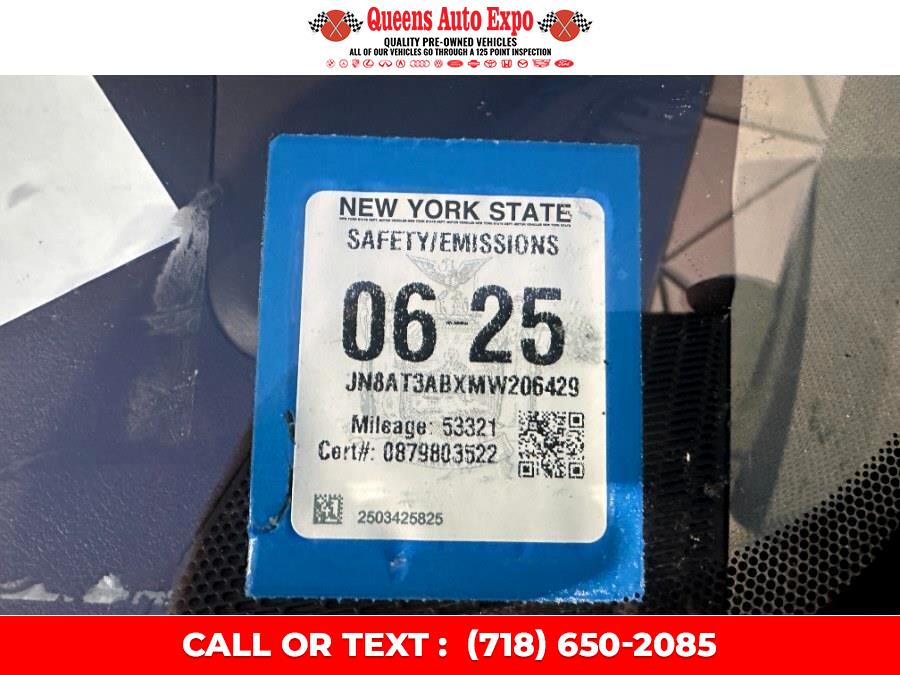 Queens Auto Expo
QUALITY PRE-OWNED VEHICLES
ALL OF OUR VEHICLES GO THROUGH A 125 POINT INSPECTION
NEW YORK STATE
SAFETY/EMISSIONS
06 25
JN8AT3ABXMW206429
Mileage: 53321
Cert#: 0879803522
41
2503425825
CALL OR TEXT : (718) 650-2085